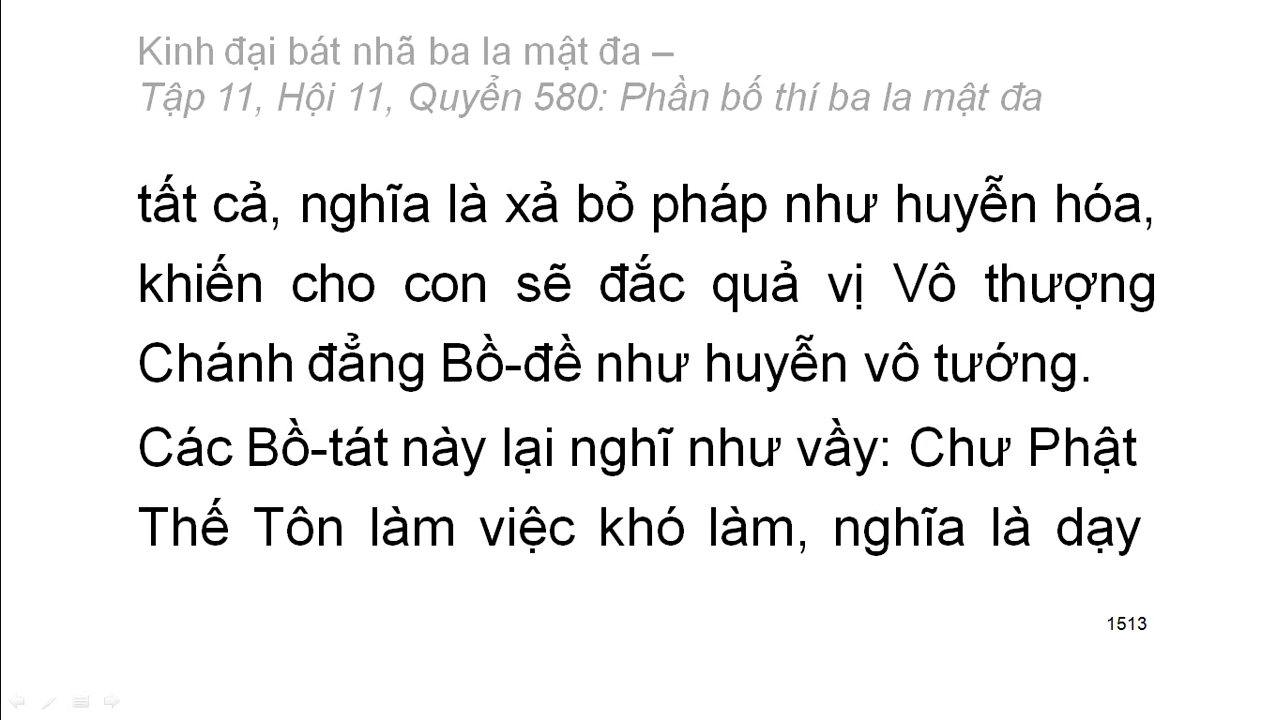 Kinh đại bát nhã ba la mật đa –
Tập 11, Hội 11, Quyển 580: Phần bố thí ba la mật đa
tất cả, nghĩa là xả bỏ pháp như huyễn hóa,
khiến cho con sẽ đắc quả vị Vô thượng
Chánh đẳng Bồ-đề như huyễn vô tướng.
Các Bồ-tát này lại nghĩ như vầy: Chư Phật
Thế Tôn làm việc khó làm, nghĩa là dạy
1513